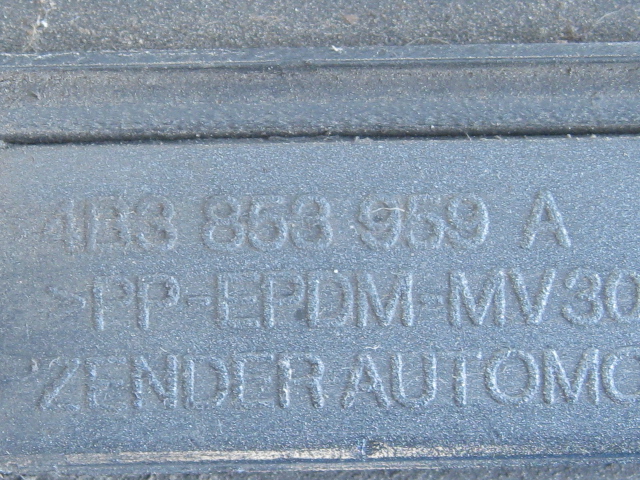 4B3 853 959 A
>PP-EPDM-MV30
ZENDER AUTOMO